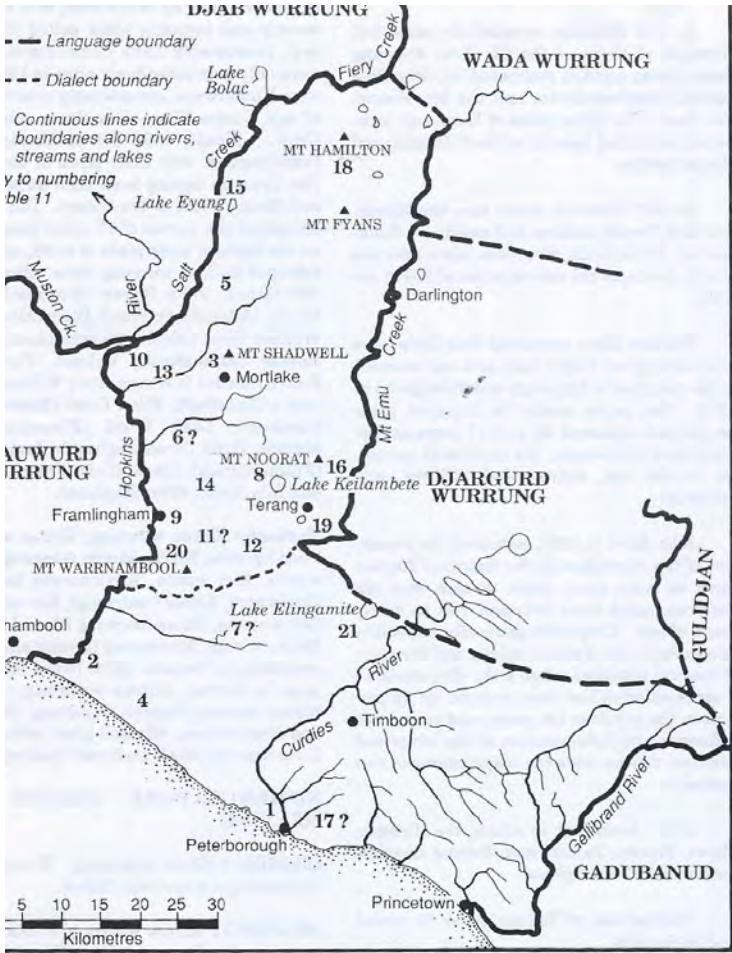 DJAB WURRUNG
Language boundary
Dialect boundary
Continuous lines indicate
boundaries along rivers,
streams and lakes
y to numbering
ble 11
Lake
Bolac
Fiery Creek
WADA WURRUNG
MT HAMILTON
18
Creek
15
Lake Eyang
MT FYANS
Salt
River
Muston Ck.
5
Darlington
Creek
10
13
3
MT SHADWELL
Mortlake
Mt Emu
6 ?
Hopkins
AUWURD
URRUNG
MT NOORAT
16
8
14
Lake Keilambete
DJARGURD
WURRUNG
Terang
Framlingham
9
19
11 ?
12
20
MT WARRNAMBOOL
GULIDJAN
Lake Elingamite
7 ?
21
nambool
2
River
4
Curdies
Timboon
1
17 ?
Peterborough
Gellibrand River
GADUBANUD
Princetown
5 10 15 20 25 30
Kilometres